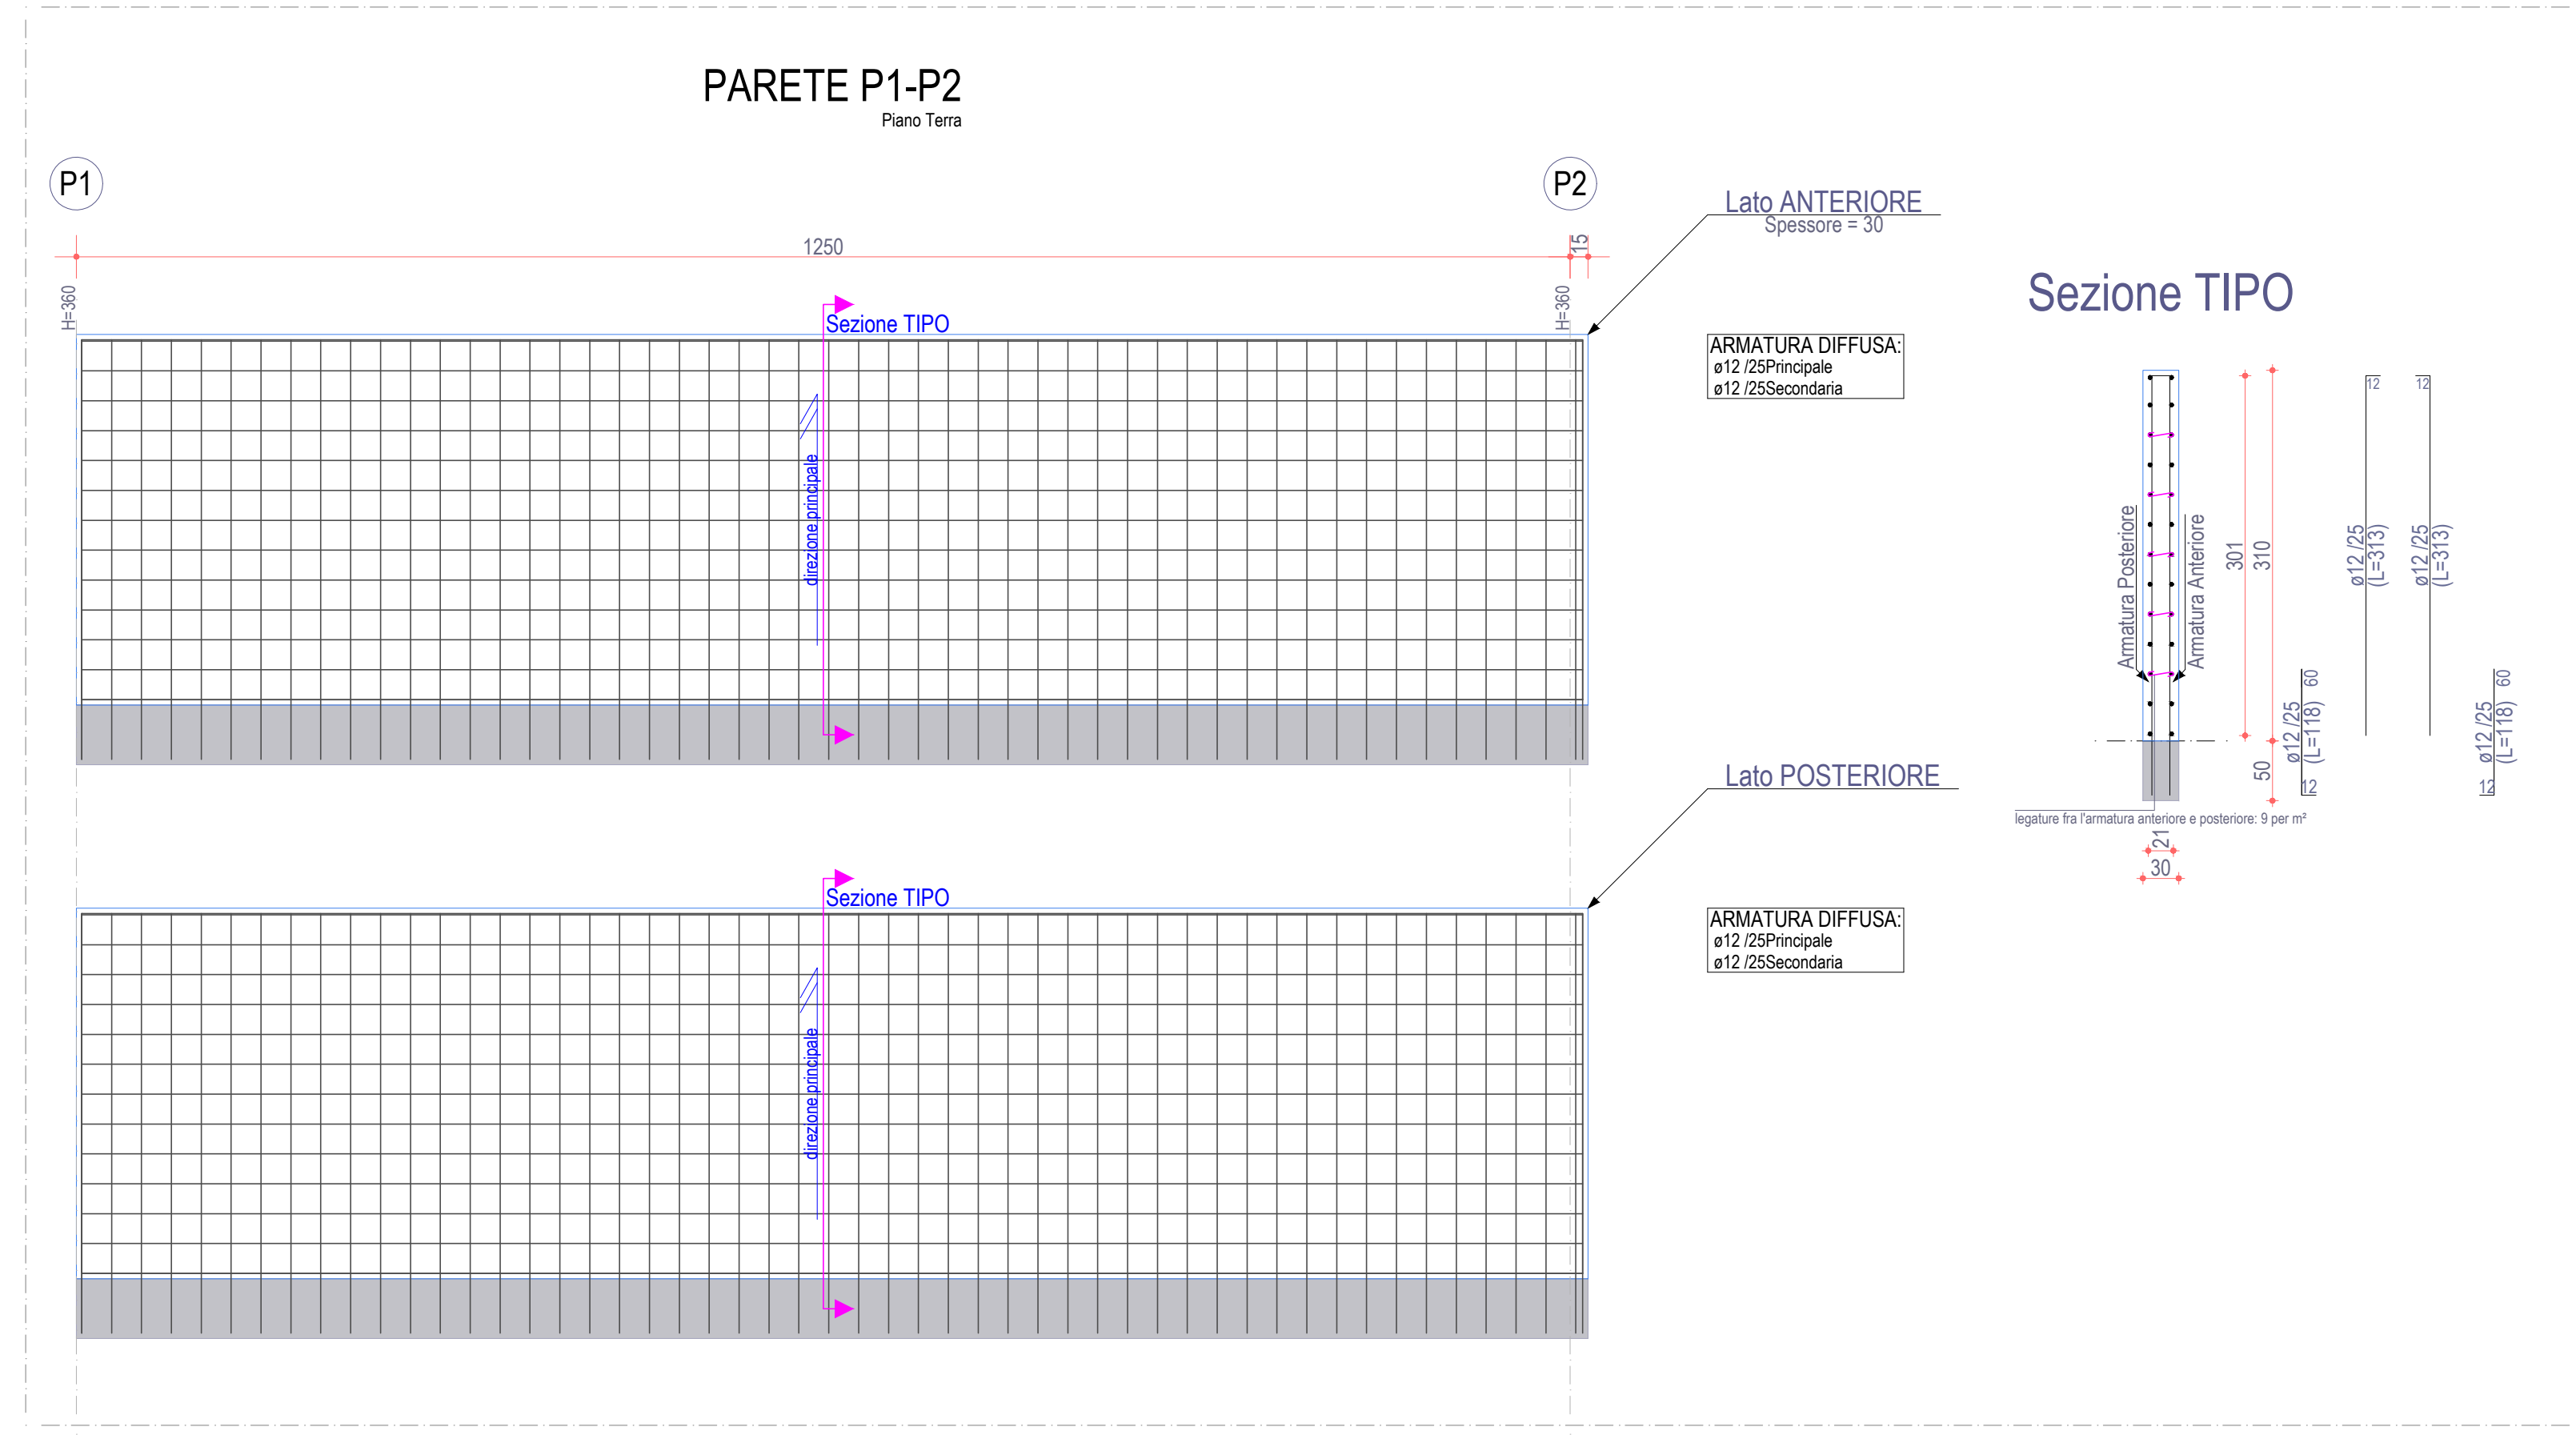 PARETE P1-P2
Piano Terra
P1
P2
1250
15
H=360
H=360
Sezione TIPO
direzione principale
Lato ANTERIORE
Spessore = 30
ARMATURA DIFFUSA:
ø12 /25Principale
ø12 /25Secondaria
Sezione TIPO
direzione principale
Lato POSTERIORE
ARMATURA DIFFUSA:
ø12 /25Principale
ø12 /25Secondaria
Sezione TIPO
Armatura Posteriore
Armatura Anteriore
301
310
50
ø12 /25
(L=118)
60
12
12
ø12 /25
(L=313)
12
ø12 /25
(L=313)
ø12 /25
(L=118)
60
12
legature fra l'armatura anteriore e posteriore: 9 per m²
21
30